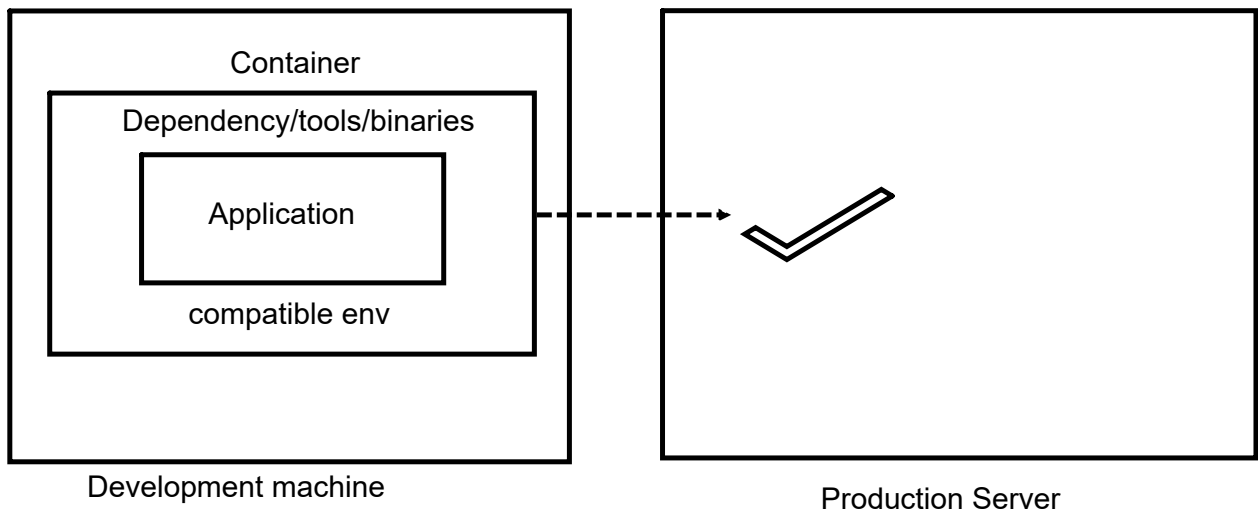 Container
Dependency/tools/binaries
Application
compatible env
Development machine
Production Server